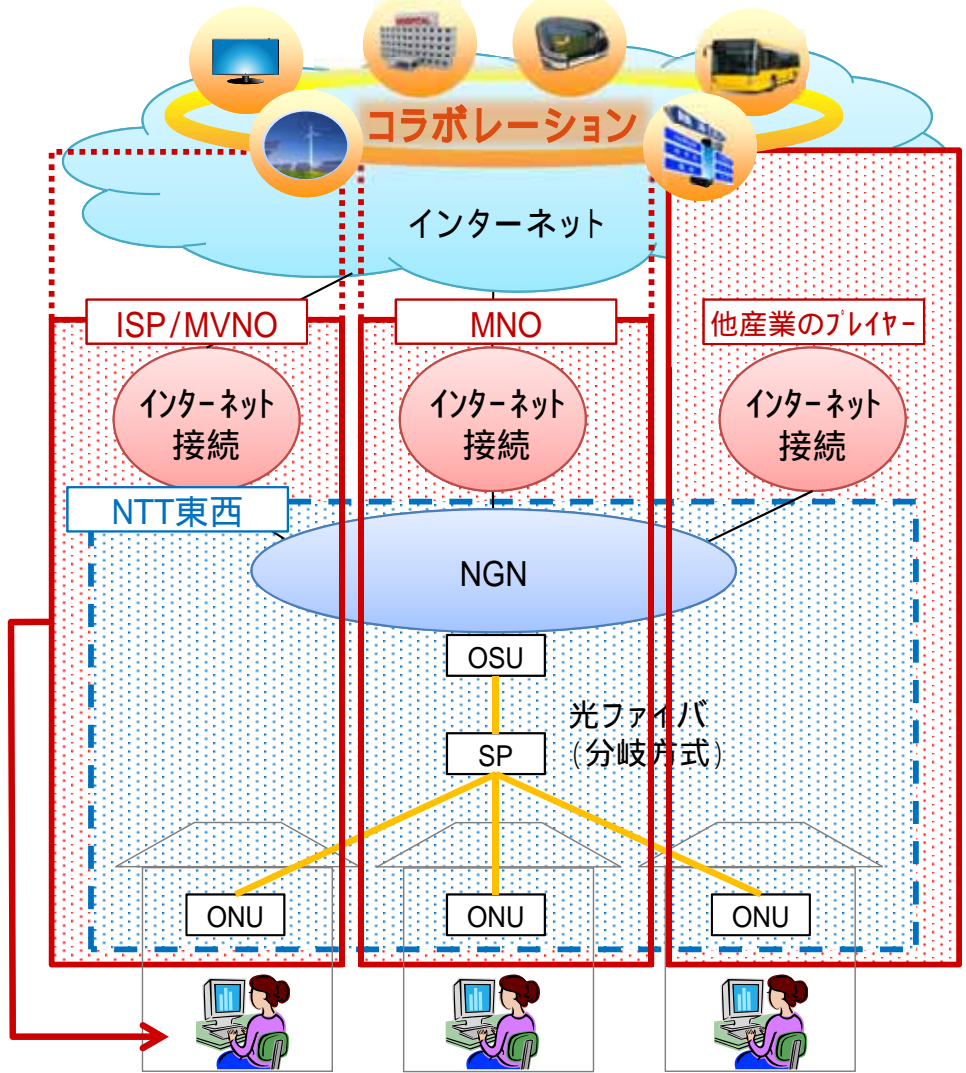 HOSPITAL
コラボレーション
インターネット
ISP/MVNO
MNO
他産業のプレイヤー
インターネット
接続
インターネット
接続
インターネット
接続
NTT東西
NGN
OSU
光ファイバ
(分岐方式)
SP
ONU
ONU
ONU